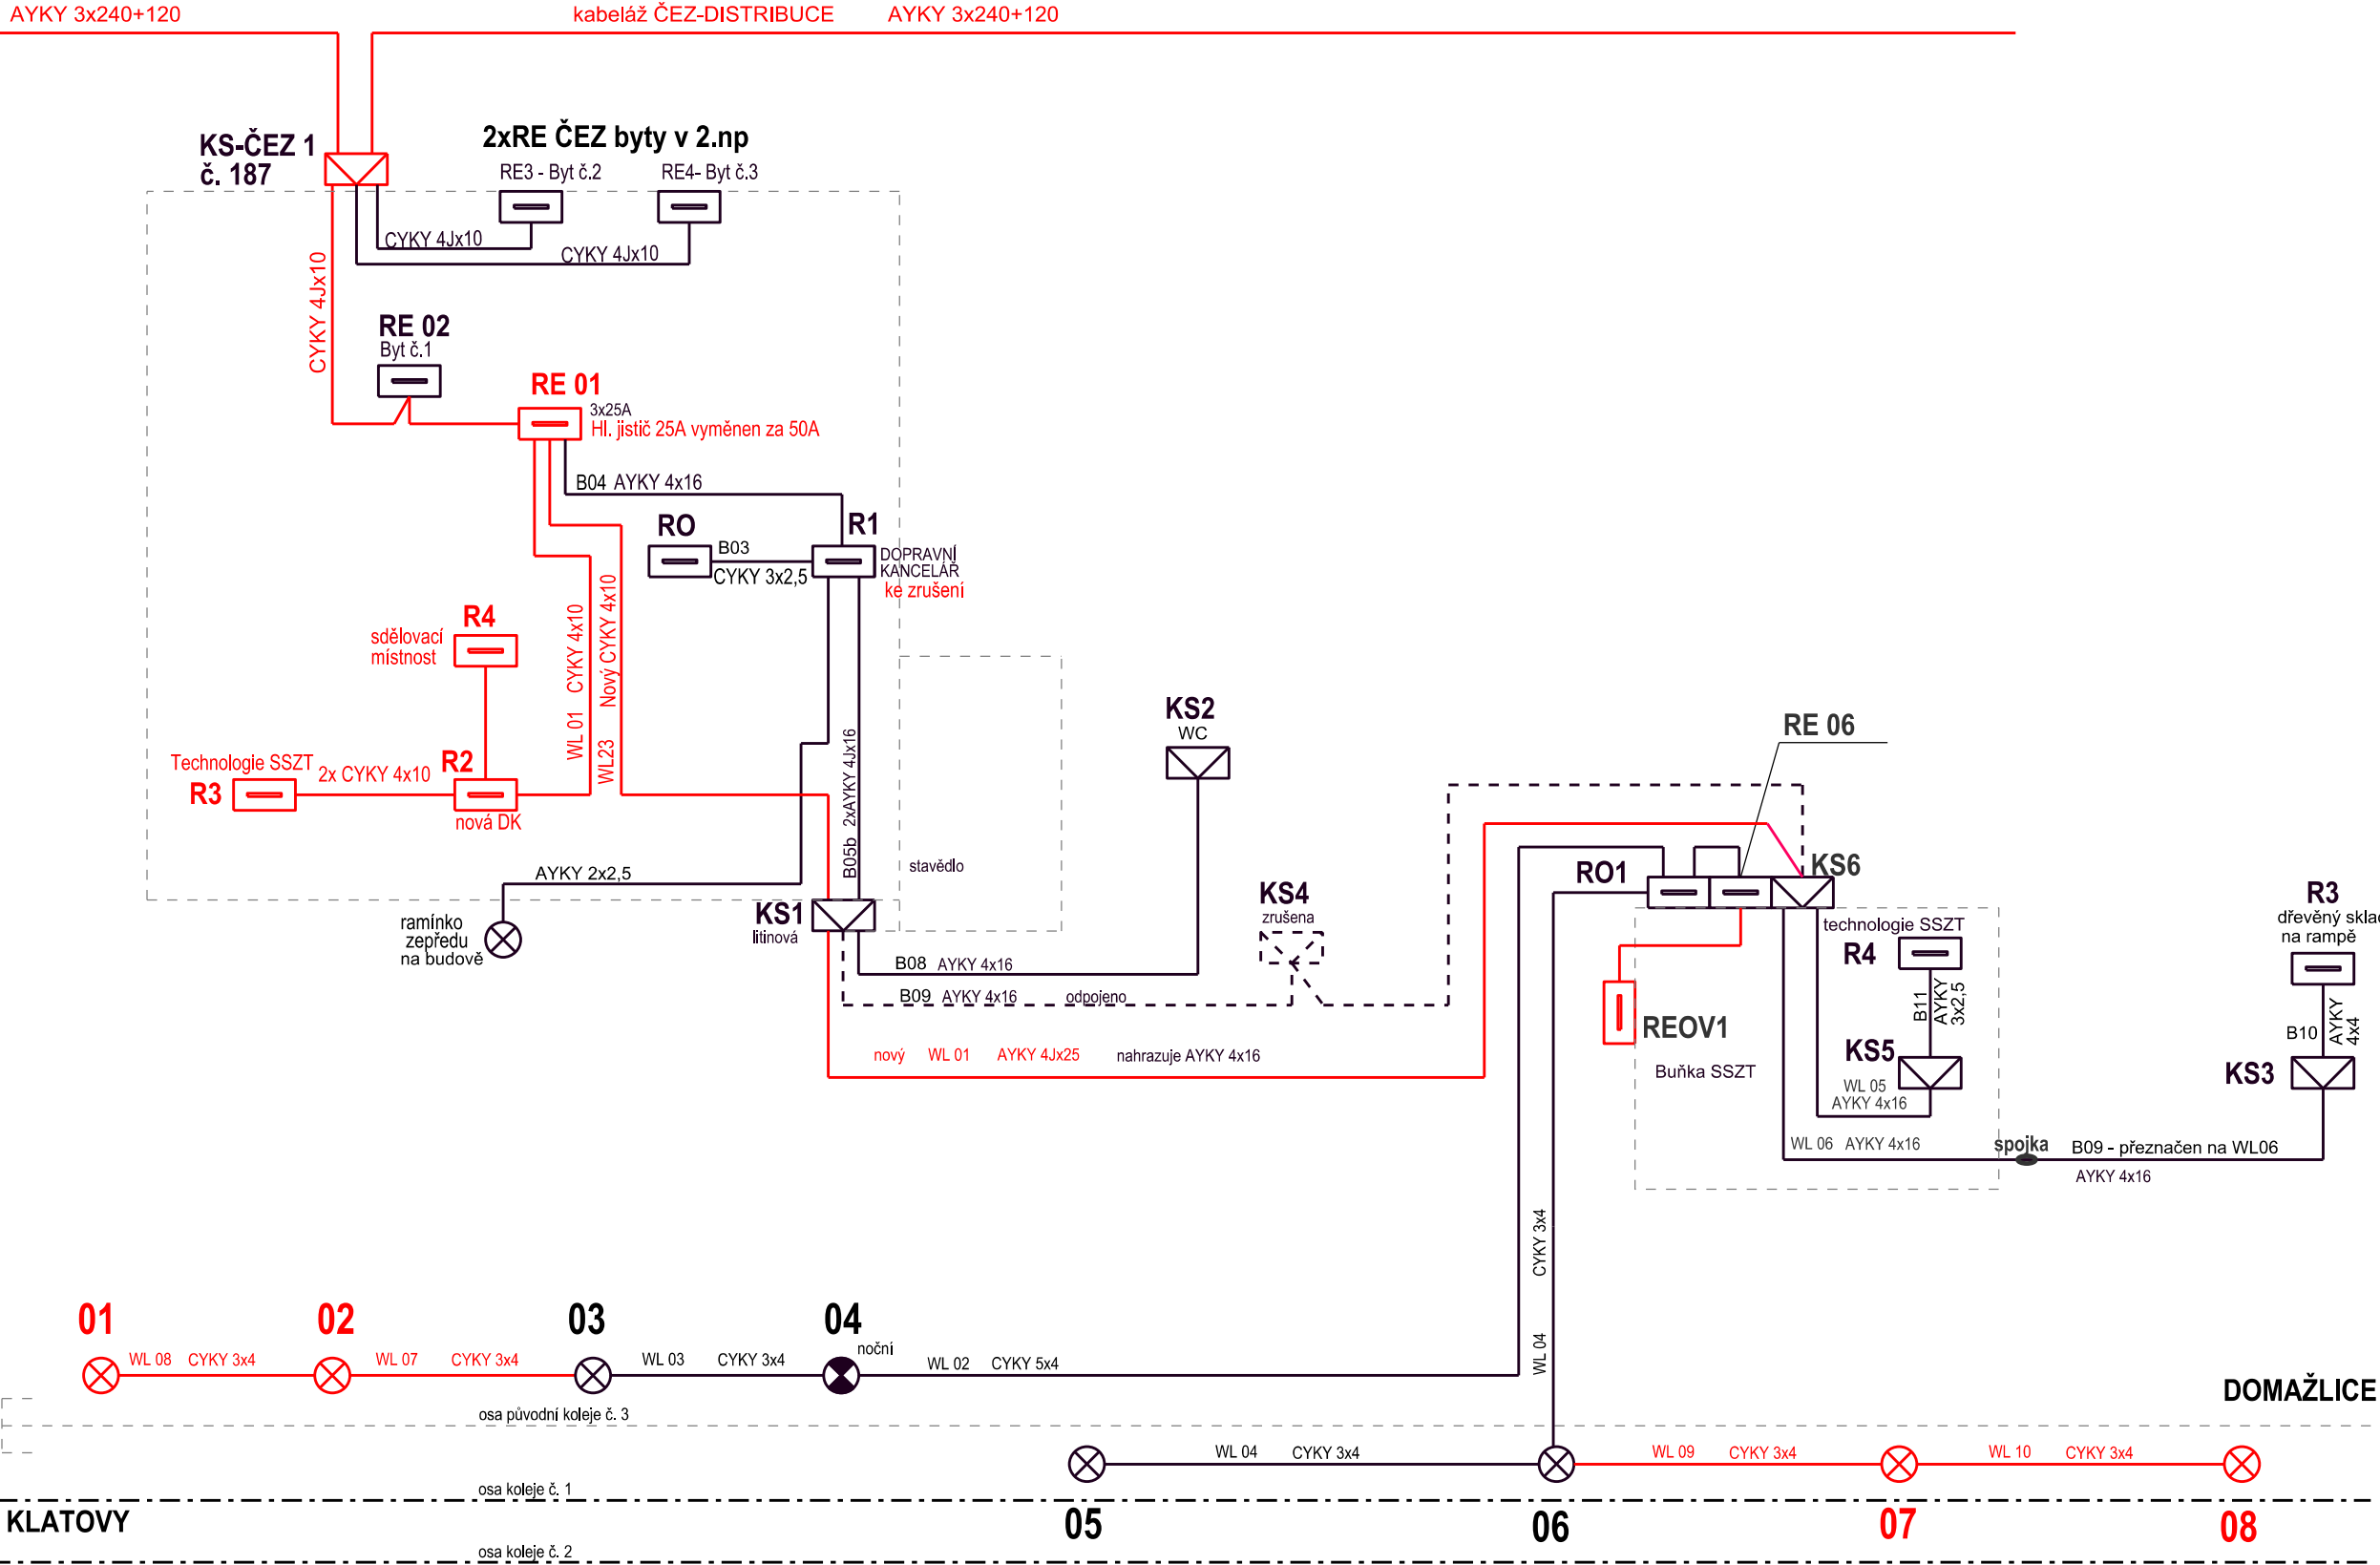 AYKY 3x240+120
kabeláž ČEZ-DISTRIBUCE AYKY 3x240+120
KS-ČEZ 1
č. 187
2xRE ČEZ byty v 2.np
RE3 - Byt č.2
RE4- Byt č.3
CYKY 4Jx10
CYKY 4Jx10
CYKY 4Jx10
RE 02
Byt č.1
RE 01
3x25A
Hl. jistič 25A vyměnen za 50A
B04 AYKY 4x16
RO
B03
CYKY 3x2,5
R1
DOPRAVNÍ
KANCELÁŘ
ke zrušení
R4
sdělovací
místnost
WL 01 CYKY 4x10
WL23 Nový CYKY 4x10
Technologie SSZT
R3
2x CYKY 4x10
R2
nová DK
B05b 2xAYKY 4Jx16
AYKY 2x2,5
ramínko
zepředu
na budově
stavědlo
KS1
litinová
KS2
WC
B08 AYKY 4x16
B09 AYKY 4x16 odpojeno
KS4
zrušena
nový WL 01 AYKY 4Jx25 nahrazuje AYKY 4x16
RE 06
RO1
KS6
technologie SSZT
R4
B11
AYKY
3x2,5
REOV1
KS5
Buňka SSZT
WL 05
AYKY 4x16
WL 06 AYKY 4x16
spojka
B09 - přeznačen na WL06
AYKY 4x16
R3
dřevěný sklad
na rampě
B10
AYKY
4x4
KS3
CYKY 3x4
WL 04
01
02
03
04
noční
WL 08 CYKY 3x4
WL 07 CYKY 3x4
WL 03 CYKY 3x4
WL 02 CYKY 5x4
DOMAŽLICE
osa původní koleje č. 3
WL 04 CYKY 3x4
WL 09 CYKY 3x4
WL 10 CYKY 3x4
osa koleje č. 1
KLATOVY
05
06
07
08
osa koleje č. 2